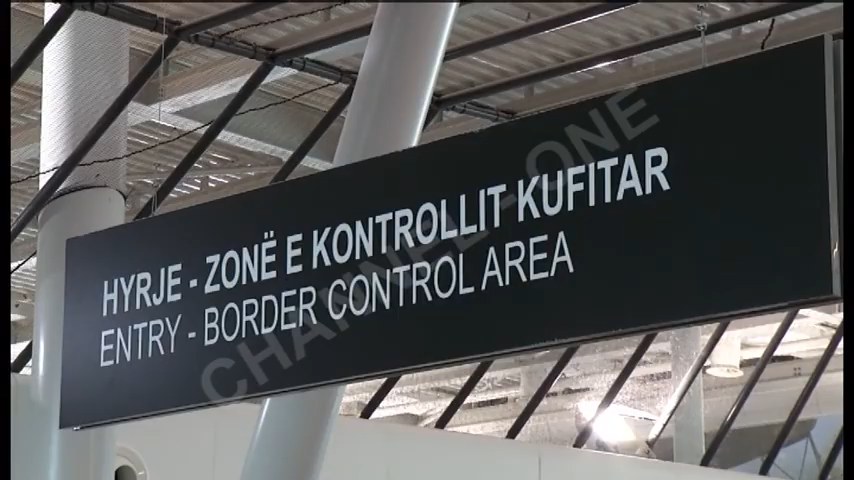 HYRJE - ZONË E KONTROLLIT KUFITAR
ENTRY - BORDER CONTROL AREA
CHANNEL - ONE